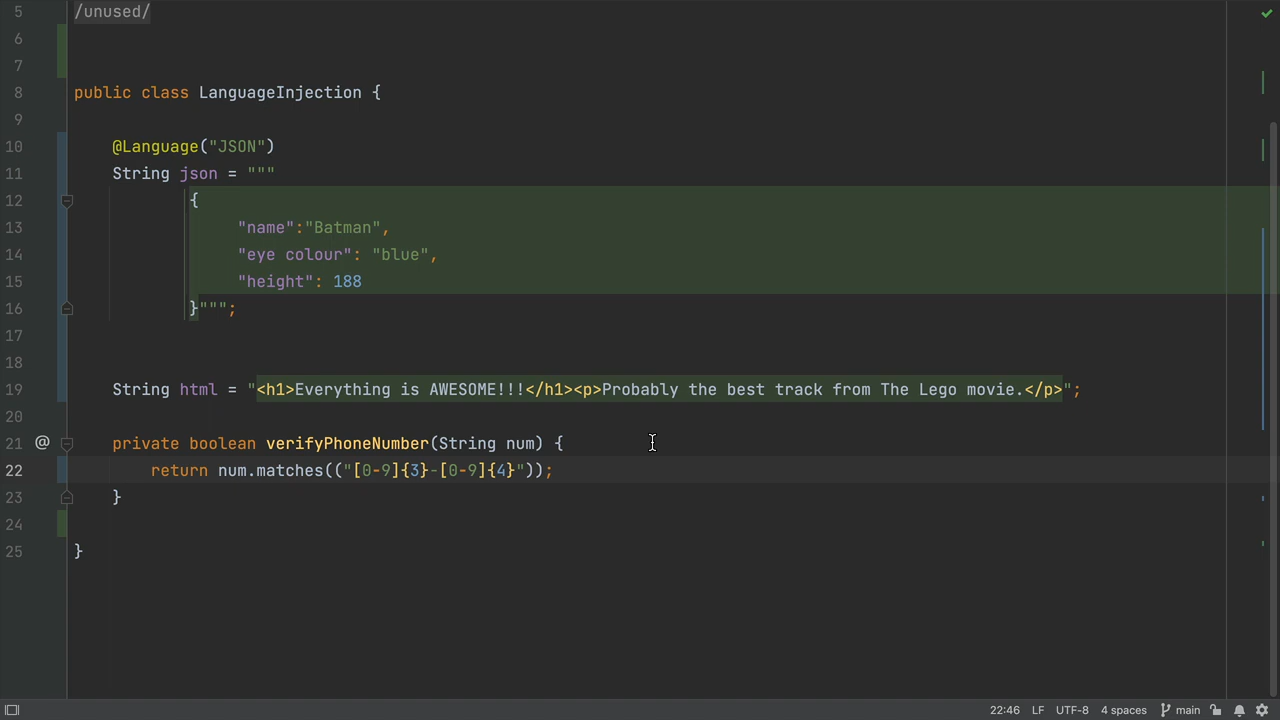 5 /unused/
6
7
8 public class LanguageInjection {
9
10 @Language("JSON")
11 String json = """
12 {
13 "name":"Batman",
14 "eye colour": "blue",
15 "height": 188
16 }""";
17
18
19 String html = "<h1>Everything is AWESOME!!!</h1><p>Probably the best track from The Lego movie.</p>";
20
21 @ private boolean verifyPhoneNumber(String num) {
22 return num.matches(("[0-9]{3}-[0-9]{4}"));
23 }
24
25 }
22:46 LF UTF-8 4 spaces main